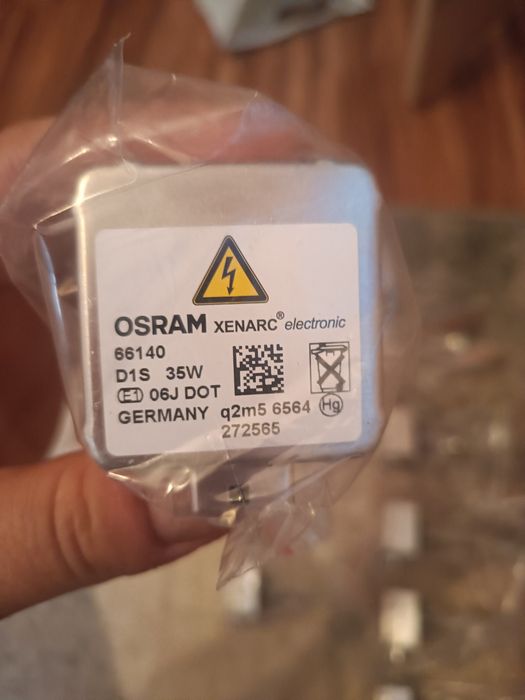 OSRAM XENARC® electronic
66140
D1S 35W
E1 06J DOT
GERMANY q2m5 6564 Hg
272565